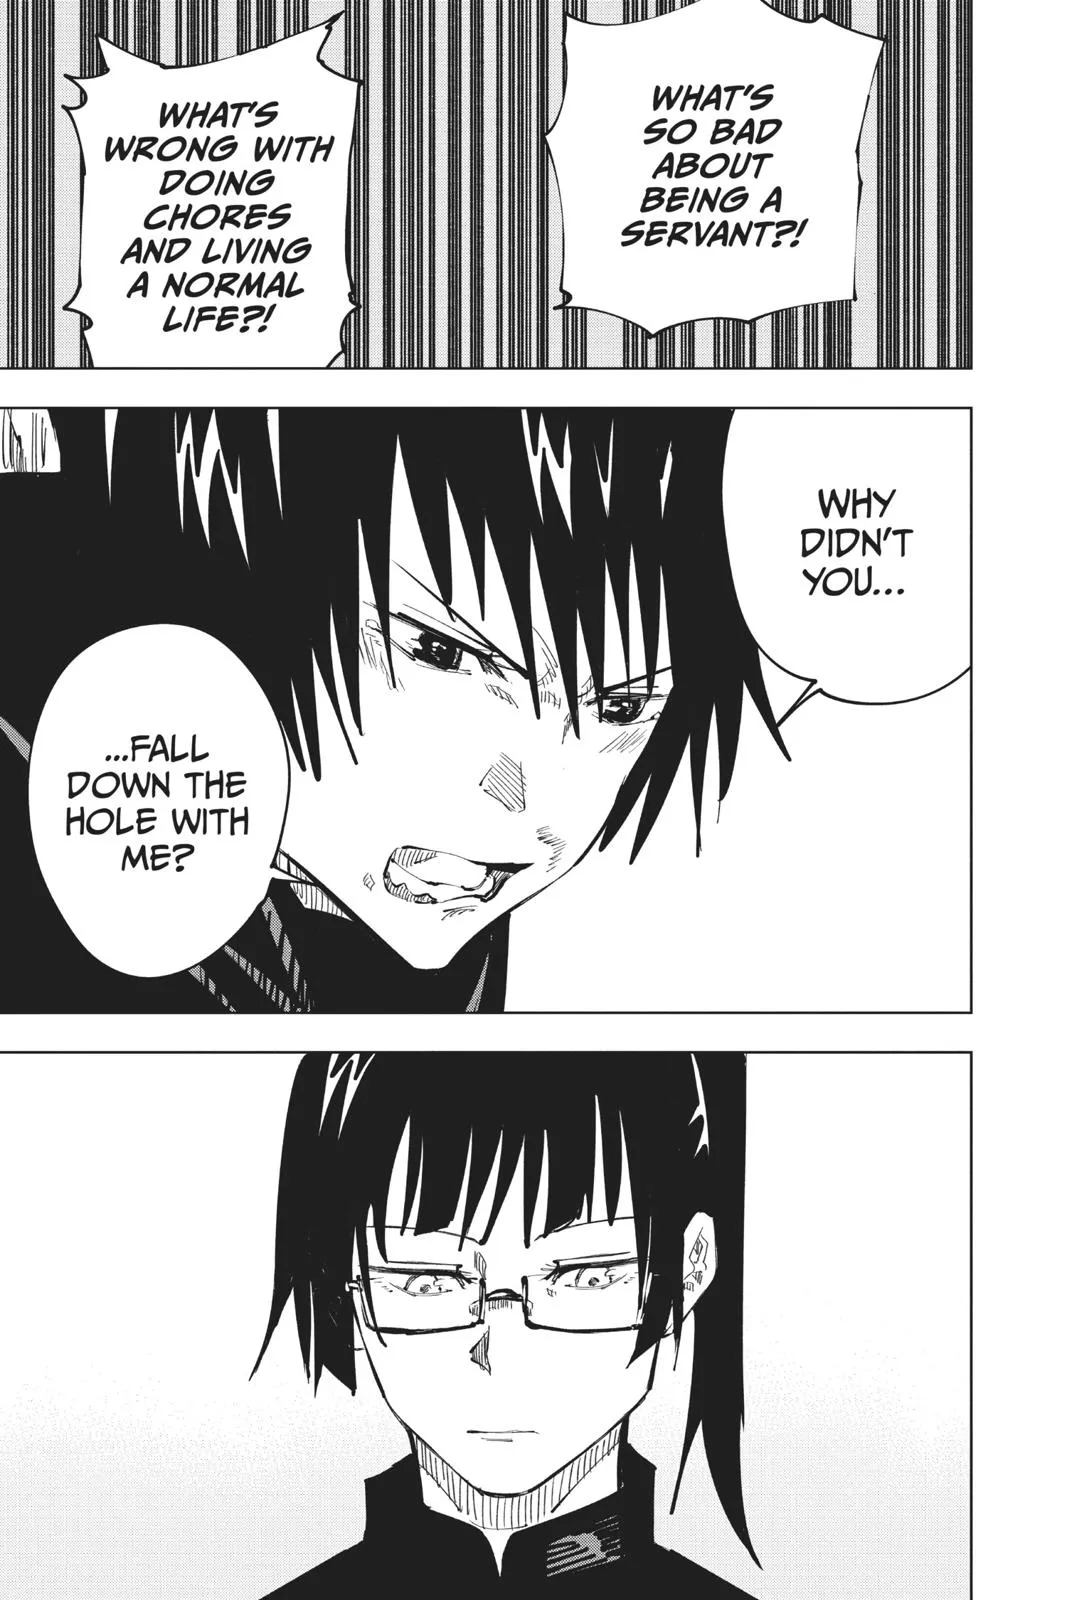 WHAT'S
SO BAD
ABOUT
BEING A
SERVANT?!
WHAT'S
WRONG WITH
DOING
CHORES
AND LIVING
A NORMAL
LIFE?!
WHY
DIDN'T
YOU...
...FALL
DOWN THE
HOLE WITH
ME?